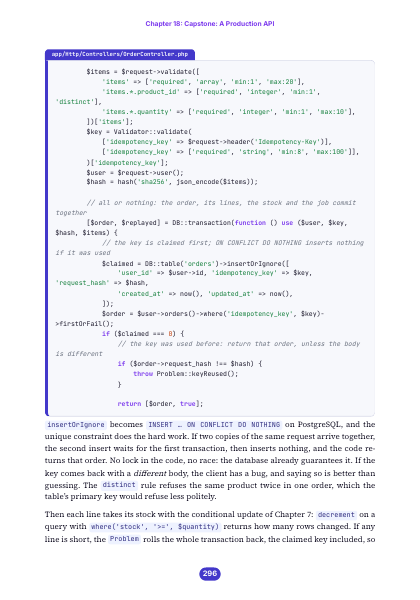 Chapter 18: Capstone: A Production API
app/Http/Controllers/OrderController.php
$items = $request->validate([
'items' => ['required', 'array', 'min:1', 'max:20'],
'items.*.product_id' => ['required', 'integer', 'min:1',
'distinct'],
'items.*.quantity' => ['required', 'integer', 'min:1', 'max:10'],
])['items'];
$key = Validator::validate(
['idempotency_key' => $request->header('Idempotency-Key')],
['idempotency_key' => ['required', 'string', 'min:8', 'max:100']],
)['idempotency_key'];
$user = $request->user();
$hash = hash('sha256', json_encode($items));
// all or nothing: the order, its lines, the stock and the job commit
together
[$order, $replayed] = DB::transaction(function () use ($user, $key,
$hash, $items) {
// the key is claimed first; ON CONFLICT DO NOTHING inserts nothing
if it was used
$claimed = DB::table('orders')->insertOrIgnore([
'user_id' => $user->id, 'idempotency_key' => $key,
'request_hash' => $hash,
'created_at' => now(), 'updated_at' => now(),
]);
$order = $user->orders()->where('idempotency_key', $key)-
>firstOrFail();
if ($claimed === 0) {
// the key was used before: return that order, unless the body
is different
if ($order->request_hash !== $hash) {
throw Problem::keyReused();
}
return [$order, true];
insertOrIgnore becomes INSERT … ON CONFLICT DO NOTHING on PostgreSQL, and the
unique constraint does the hard work. If two copies of the same request arrive together,
the second insert waits for the first transaction, then inserts nothing, and the code re-
turns that order. No lock in the code, no race: the database already guarantees it. If the
key comes back with a different body, the client has a bug, and saying so is better than
guessing. The distinct rule refuses the same product twice in one order, which the
table's primary key would refuse less politely.
Then each line takes its stock with the conditional update of Chapter 7: decrement on a
query with where('stock', '>=', $quantity) returns how many rows changed. If any
line is short, the Problem rolls the whole transaction back, the claimed key included, so
296